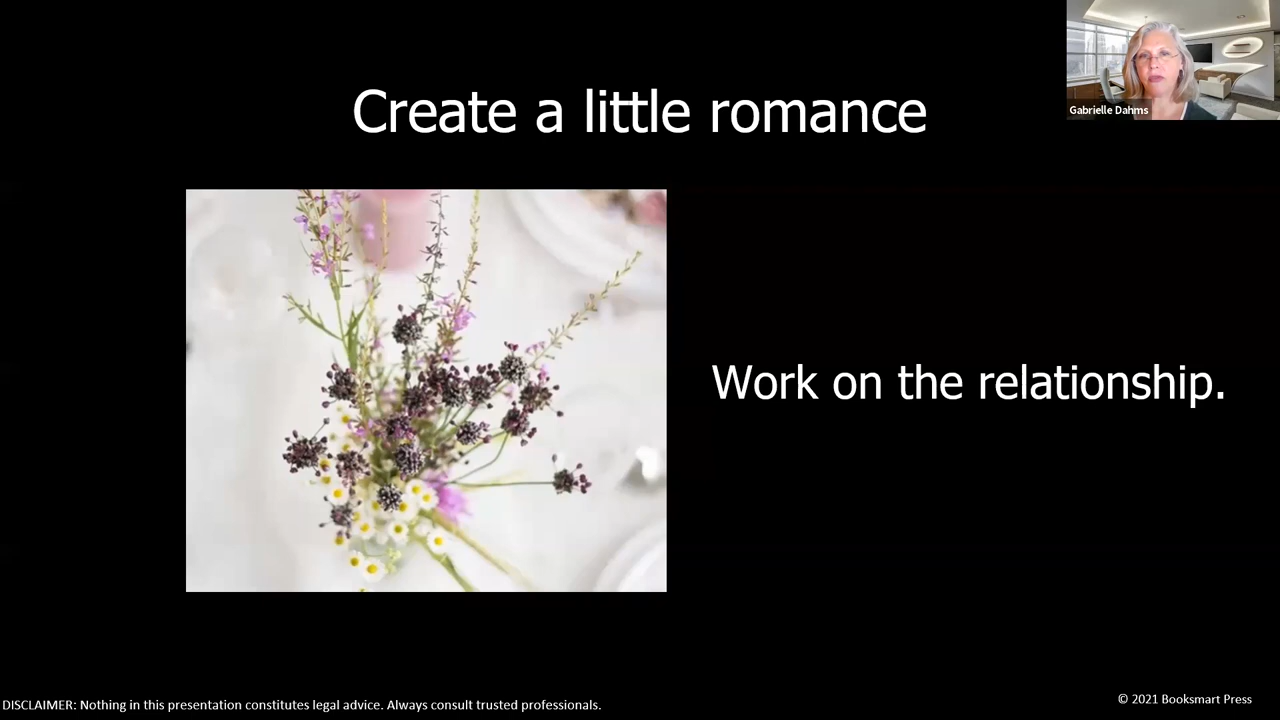 Create a little romance
Gabrielle Dahms
Work on the relationship.
DISCLAIMER: Nothing in this presentation constitutes legal advice. Always consult trusted professionals.
© 2021 Booksmart Press